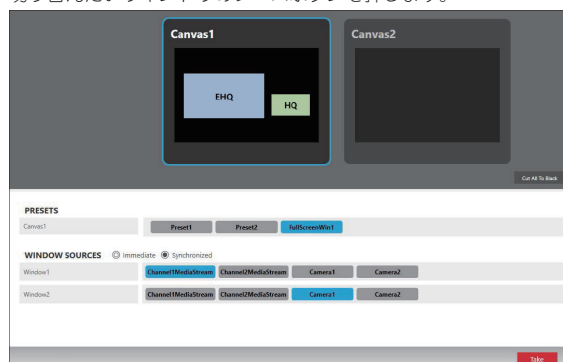 Canvas1
Canvas2
EHQ
HQ
Cut All To Black
PRESETS
Canvas1
Preset1
Preset2
FullScreenWin1
WINDOW SOURCES Immediate Synchronized
Window1
Channel1MediaStream
Channel2MediaStream
Camera1
Camera2
Window2
Channel1MediaStream
Channel2MediaStream
Camera1
Camera2
Take